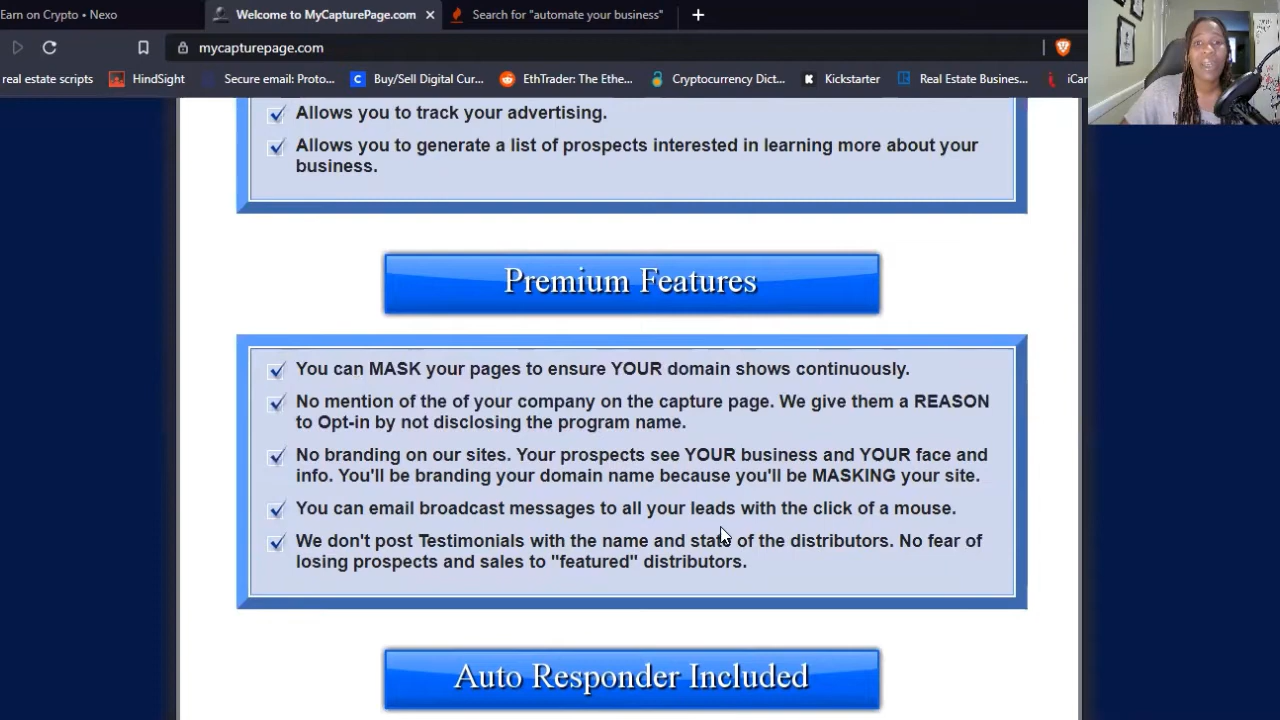 Earn on Crypto • Nexo
Welcome to MyCapturePage.com
Search for "automate your business"
mycapturepage.com
real estate scripts
HindSight
Secure email: Proto...
Buy/Sell Digital Cur...
EthTrader: The Ethe...
Cryptocurrency Dict...
Kickstarter
Real Estate Busines...
iCar
Allows you to track your advertising.
Allows you to generate a list of prospects interested in learning more about your
business.
Premium Features
You can MASK your pages to ensure YOUR domain shows continuously.
No mention of the of your company on the capture page. We give them a REASON
to Opt-in by not disclosing the program name.
No branding on our sites. Your prospects see YOUR business and YOUR face and
info. You'll be branding your domain name because you'll be MASKING your site.
You can email broadcast messages to all your leads with the click of a mouse.
We don't post Testimonials with the name and state of the distributors. No fear of
losing prospects and sales to "featured" distributors.
Auto Responder Included